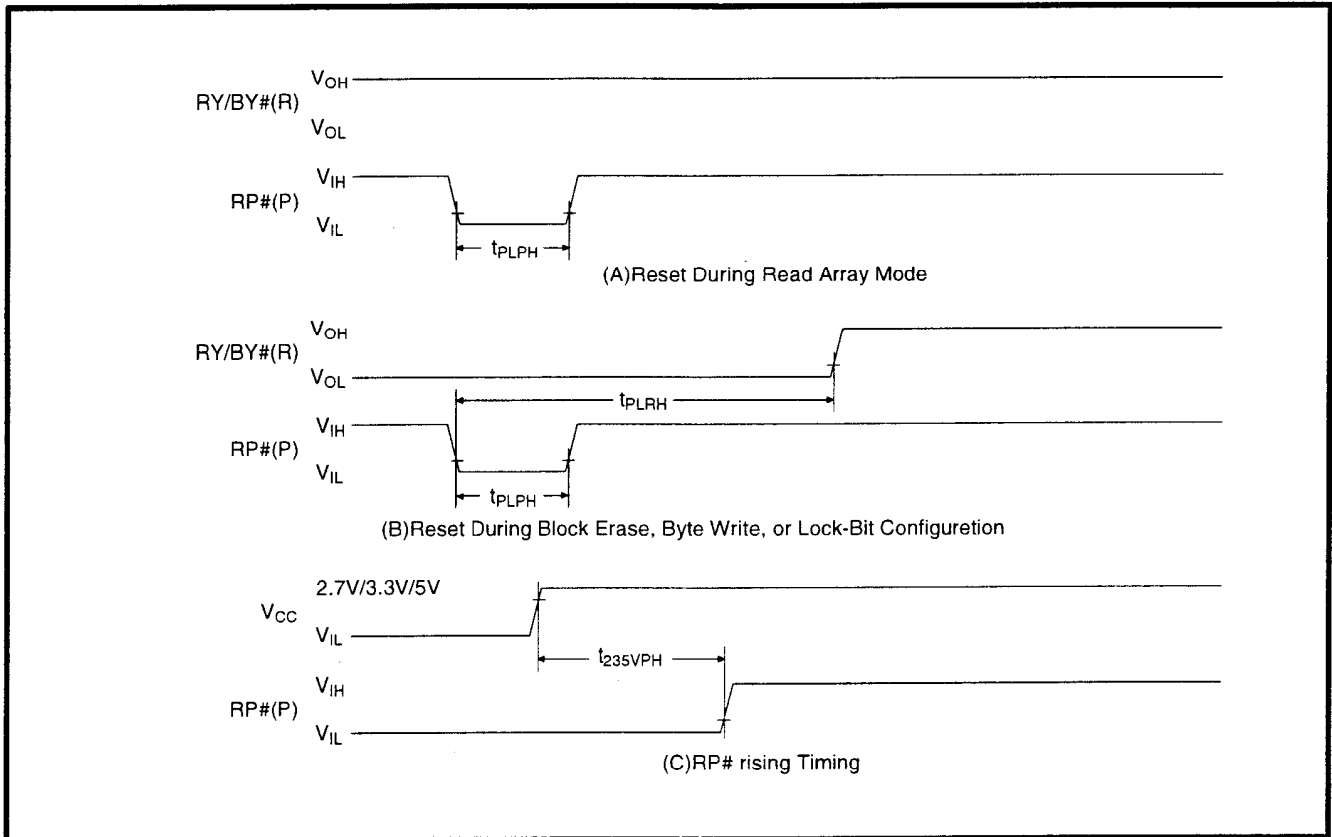 V_OH
RY/BY#(R)
V_OL
V_IH
RP#(P)
V_IL
t_PLPH
(A)Reset During Read Array Mode
V_OH
RY/BY#(R)
V_OL
t_PLRH
V_IH
RP#(P)
V_IL
t_PLPH
(B)Reset During Block Erase, Byte Write, or Lock-Bit Configuretion
2.7V/3.3V/5V
V_CC
V_IL
t_235VPH
V_IH
RP#(P)
V_IL
(C)RP# rising Timing